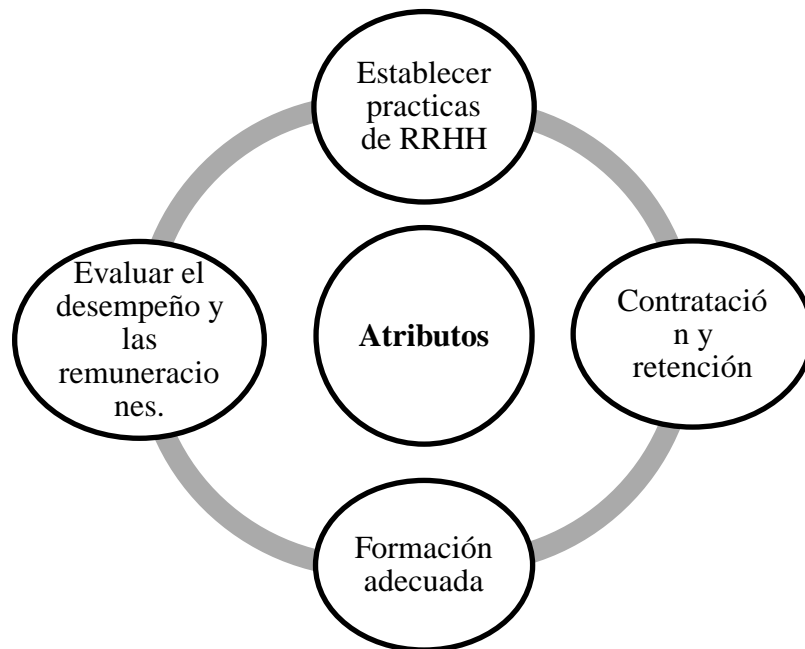 Establecer
practicas
de RRHH
Evaluar el
desempeño y
las
remuneracio
nes.
Atributos
Contratació
n y
retención
Formación
adecuada